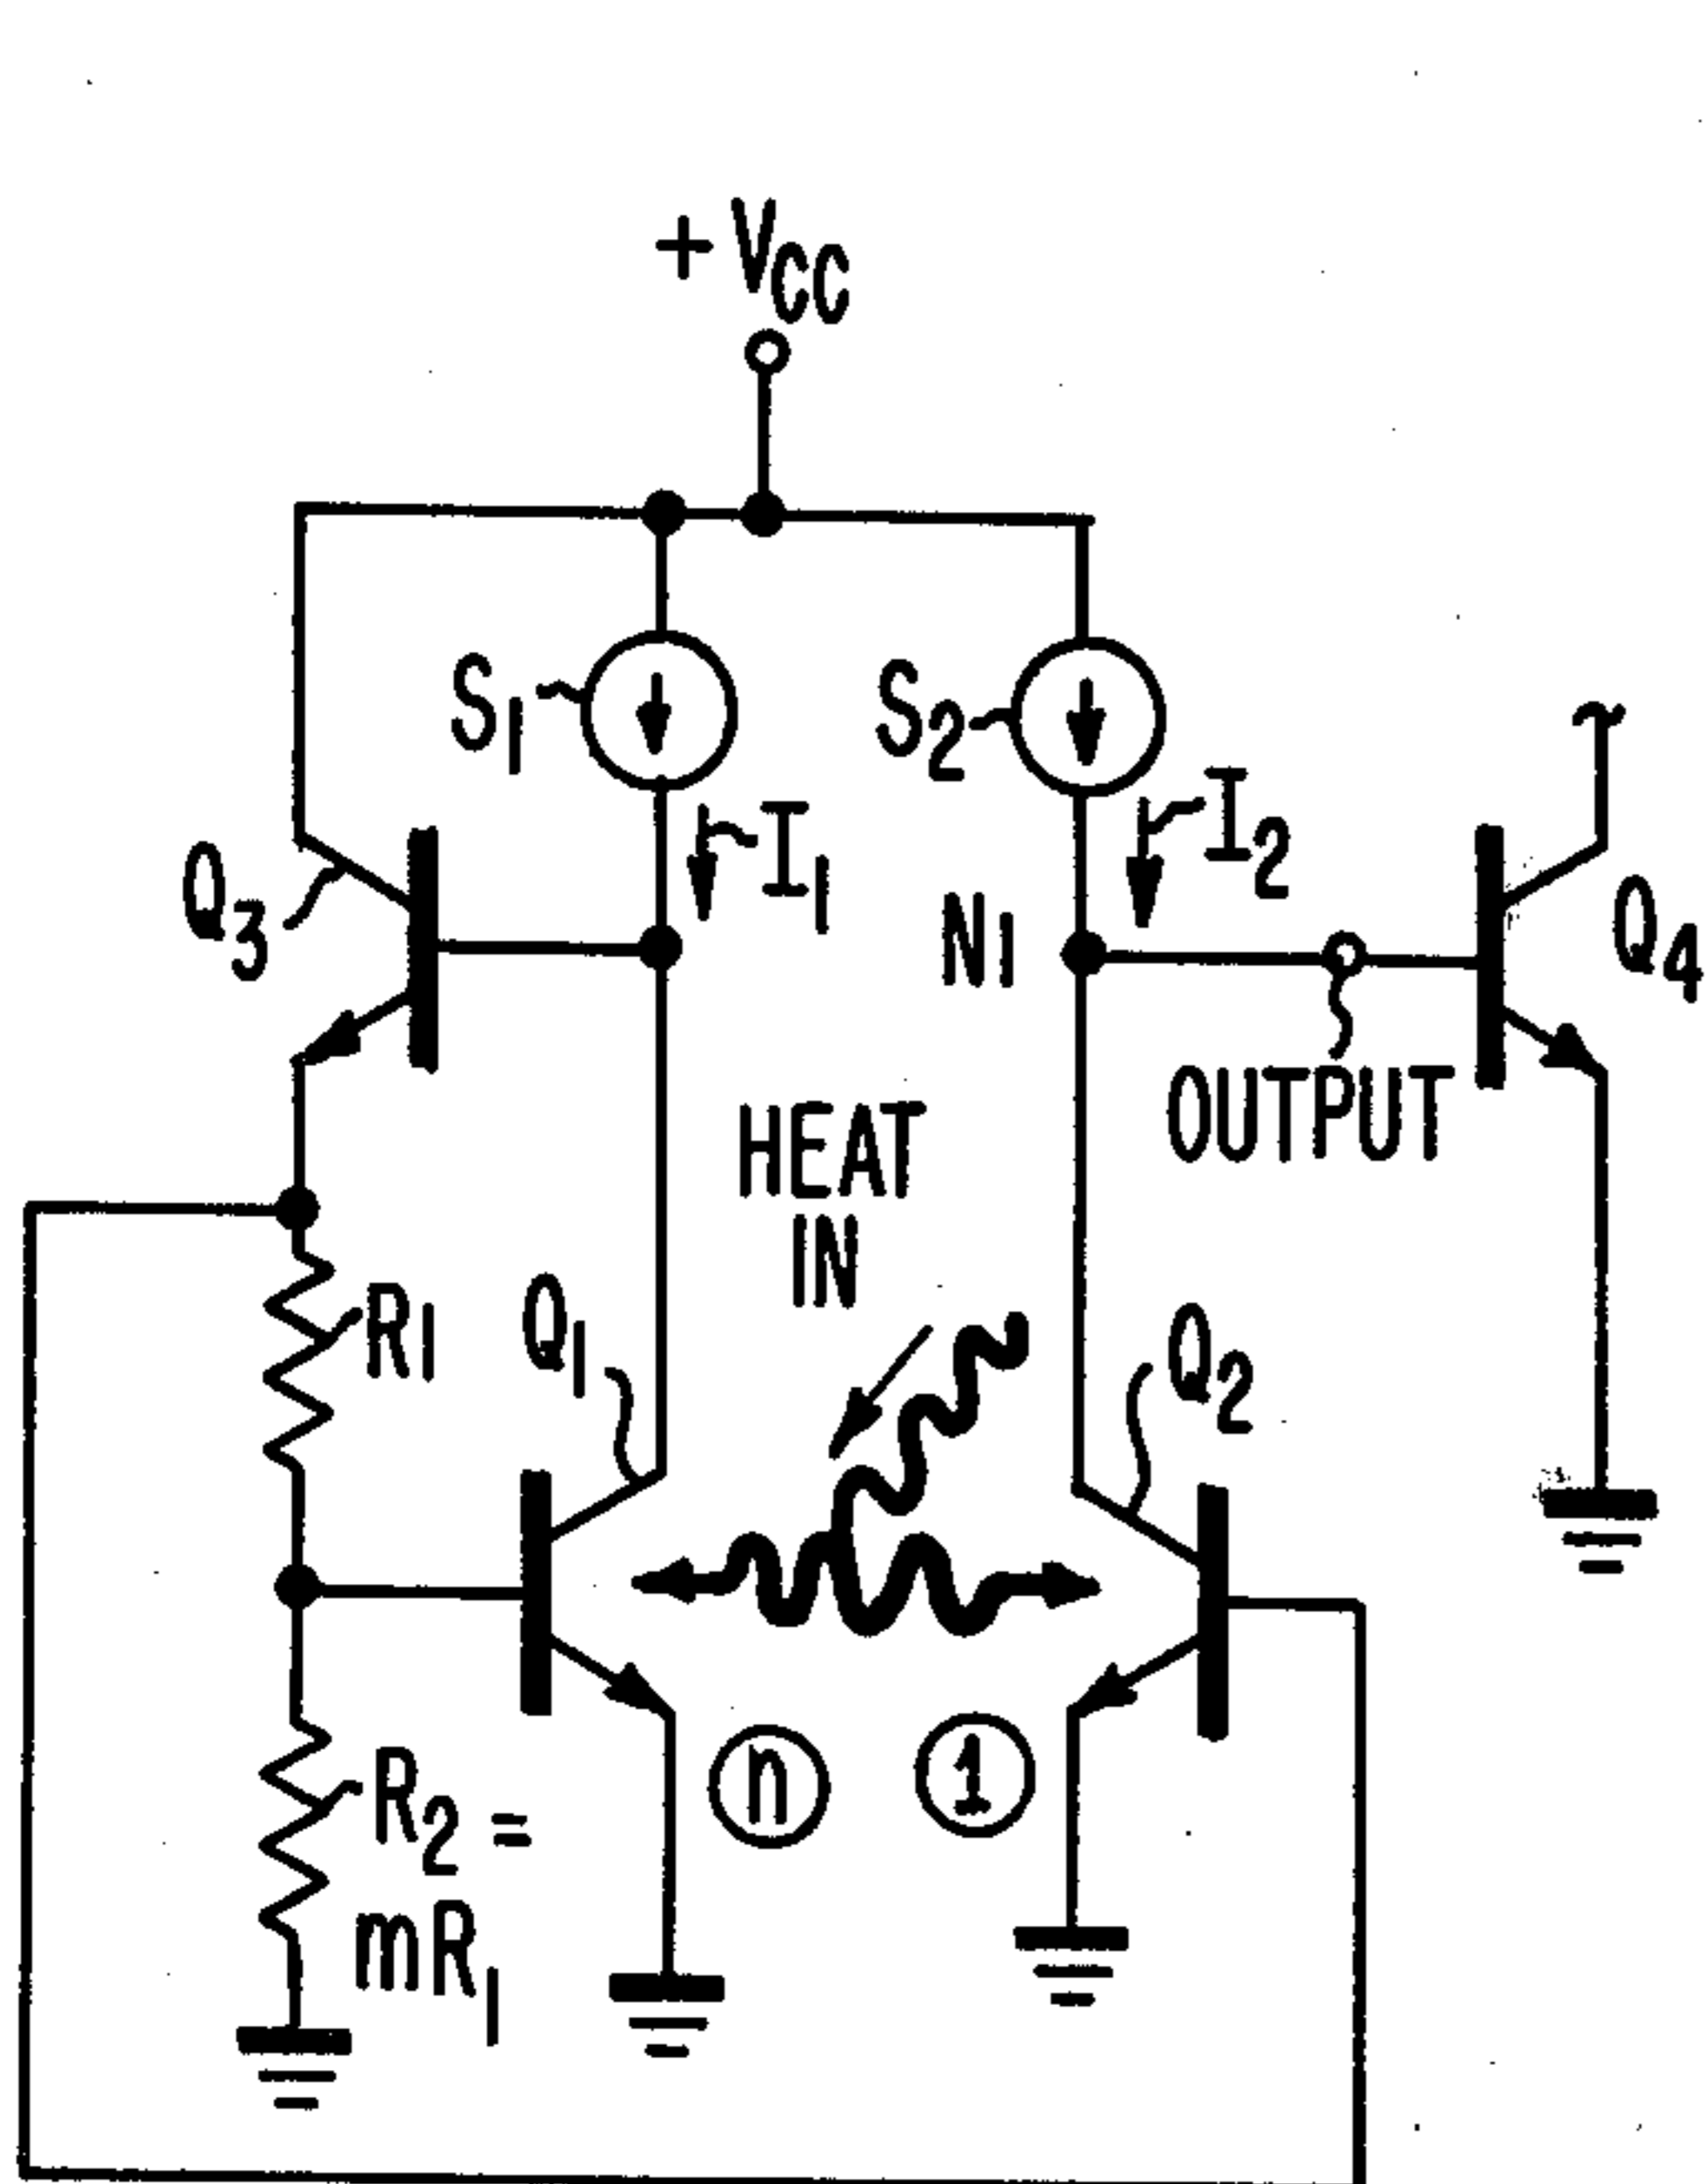 + VCC
S1
S2
I1
I2
Q3
N1
Q4
OUTPUT
HEAT
IN
R1
Q1
Q2
n
1
R2 =
mR1